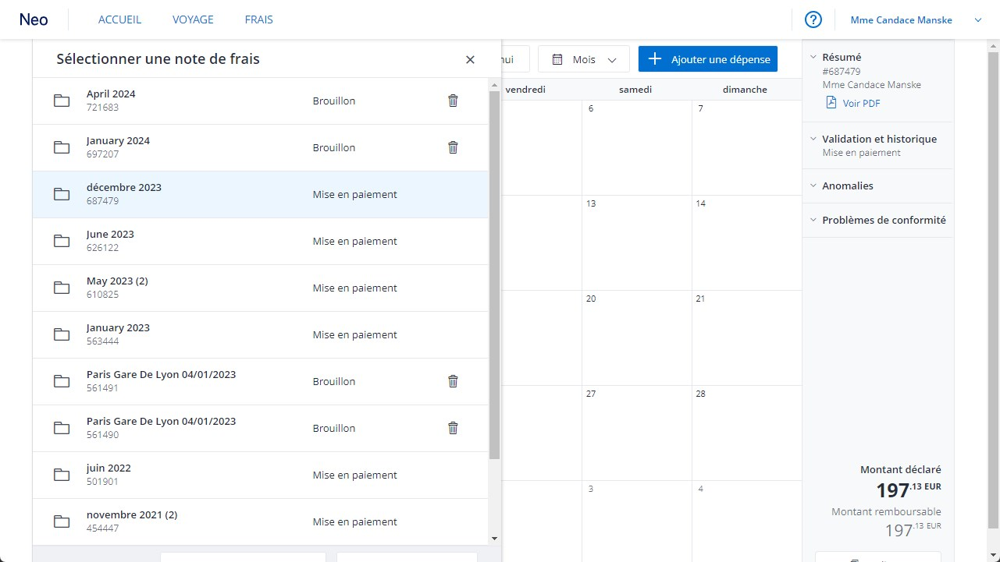 Neo
ACCUEIL
VOYAGE
FRAIS
Mme Candace Manske
Sélectionner une note de frais
April 2024
721683
Brouillon
January 2024
697207
Brouillon
décembre 2023
687479
Mise en paiement
June 2023
626122
Mise en paiement
May 2023 (2)
610825
Mise en paiement
January 2023
563444
Mise en paiement
Paris Gare De Lyon 04/01/2023
561491
Brouillon
Paris Gare De Lyon 04/01/2023
561490
Brouillon
juin 2022
501901
Mise en paiement
novembre 2021 (2)
454447
Mise en paiement
Mois
Ajouter une dépense
vendredi
samedi
dimanche
6
7
13
14
20
21
27
28
3
4
Résumé
#687479
Mme Candace Manske
Voir PDF
Validation et historique
Mise en paiement
Anomalies
Problèmes de conformité
Montant déclaré
197.13 EUR
Montant remboursable
197.13 EUR